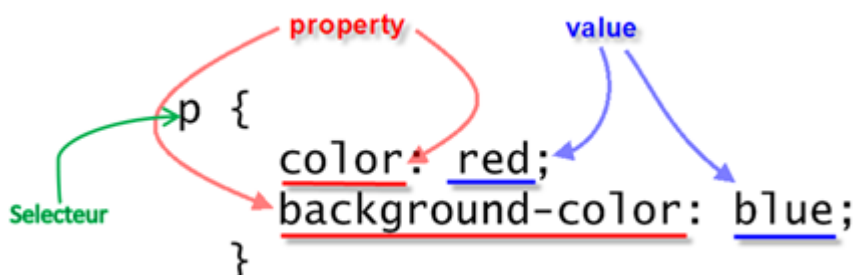 property value
p {
color: red;
Selecteur
background-color: blue;
}